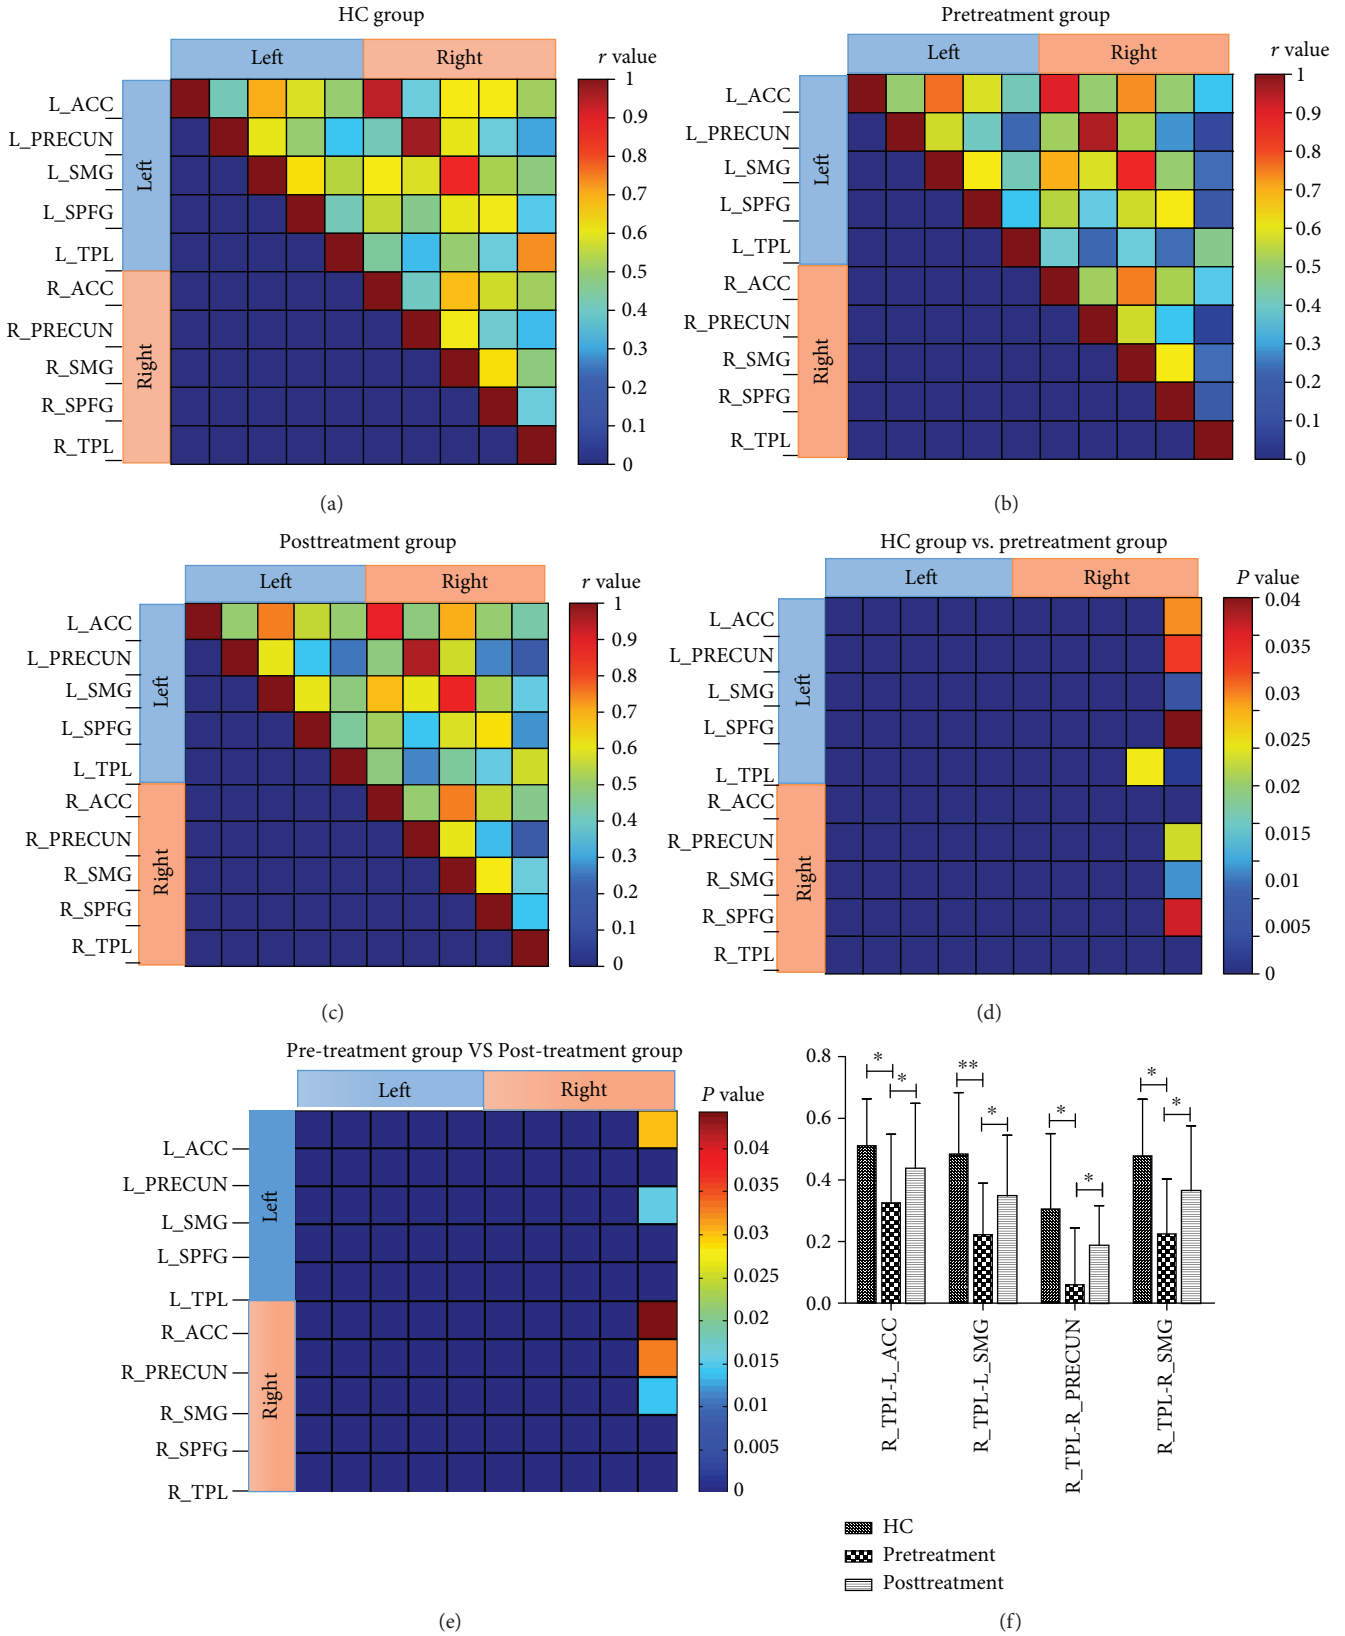 HC group
Left
Right
r value
L_ACC
L_PRECUN
L_SMG
L_SPFG
L_TPL
R_ACC
R_PRECUN
R_SMG
R_SPFG
R_TPL
Left
Right
1
0.9
0.8
0.7
0.6
0.5
0.4
0.3
0.2
0.1
0
(a)
Pretreatment group
Left
Right
r value
L_ACC
L_PRECUN
L_SMG
L_SPFG
L_TPL
R_ACC
R_PRECUN
R_SMG
R_SPFG
R_TPL
Left
Right
1
0.9
0.8
0.7
0.6
0.5
0.4
0.3
0.2
0.1
0
(b)
Posttreatment group
Left
Right
r value
L_ACC
L_PRECUN
L_SMG
L_SPFG
L_TPL
R_ACC
R_PRECUN
R_SMG
R_SPFG
R_TPL
Left
Right
1
0.9
0.8
0.7
0.6
0.5
0.4
0.3
0.2
0.1
0
(c)
HC group vs. pretreatment group
Left
Right
P value
L_ACC
L_PRECUN
L_SMG
L_SPFG
L_TPL
R_ACC
R_PRECUN
R_SMG
R_SPFG
R_TPL
Left
Right
0.04
0.035
0.03
0.025
0.02
0.015
0.01
0.005
0
(d)
Pre-treatment group VS Post-treatment group
Left
Right
P value
L_ACC
L_PRECUN
L_SMG
L_SPFG
L_TPL
R_ACC
R_PRECUN
R_SMG
R_SPFG
R_TPL
Left
Right
0.04
0.035
0.03
0.025
0.02
0.015
0.01
0.005
0
(e)
0.8
0.6
0.4
0.2
0.0
*
*
**
*
*
*
*
*
R_TPL-L_ACC
R_TPL-L_SMG
R_TPL-R_PRECUN
R_TPL-R_SMG
HC
Pretreatment
Posttreatment
(f)